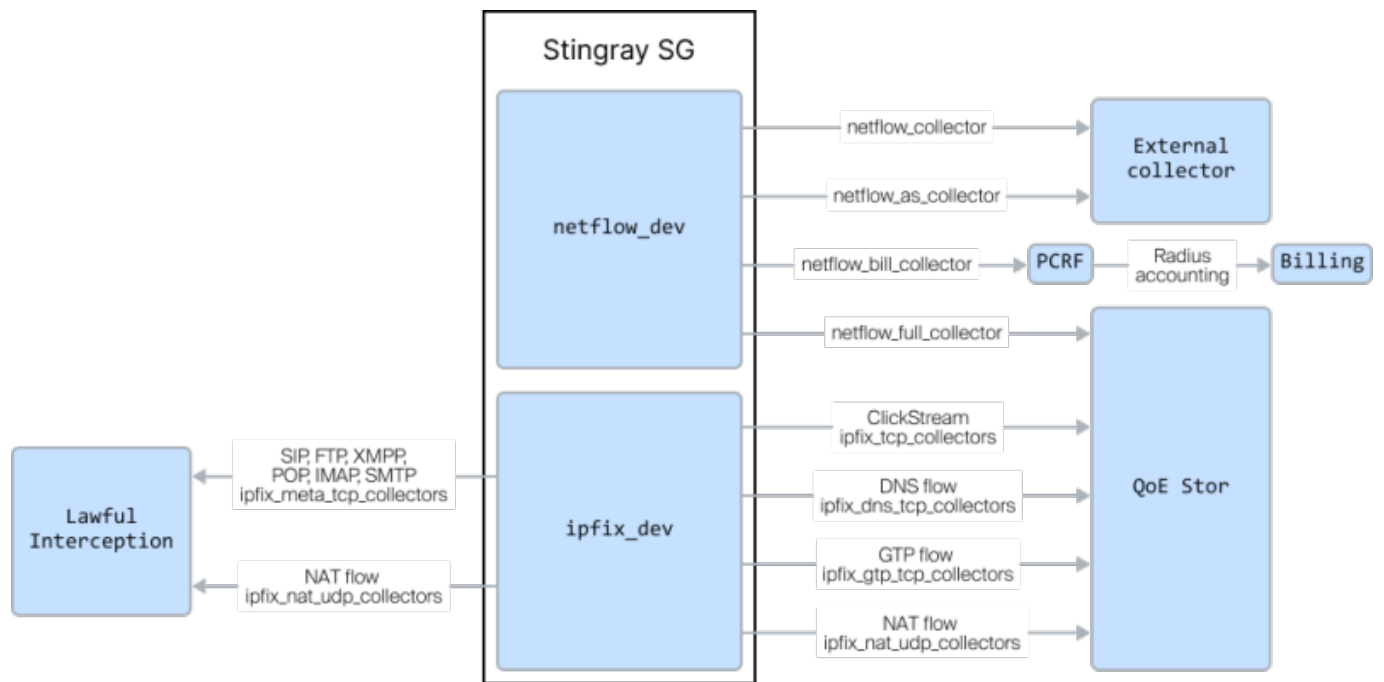 Stingray SG
netflow_dev
netflow_collector
External
collector
netflow_as_collector
netflow_bill_collector
PCRF
Radius
accounting
Billing
netflow_full_collector
ipfix_dev
ClickStream
ipfix_tcp_collectors
DNS flow
ipfix_dns_tcp_collectors
GTP flow
ipfix_gtp_tcp_collectors
NAT flow
ipfix_nat_udp_collectors
QoE Stor
SIP, FTP, XMPP,
POP, IMAP, SMTP
ipfix_meta_tcp_collectors
NAT flow
ipfix_nat_udp_collectors
Lawful
Interception